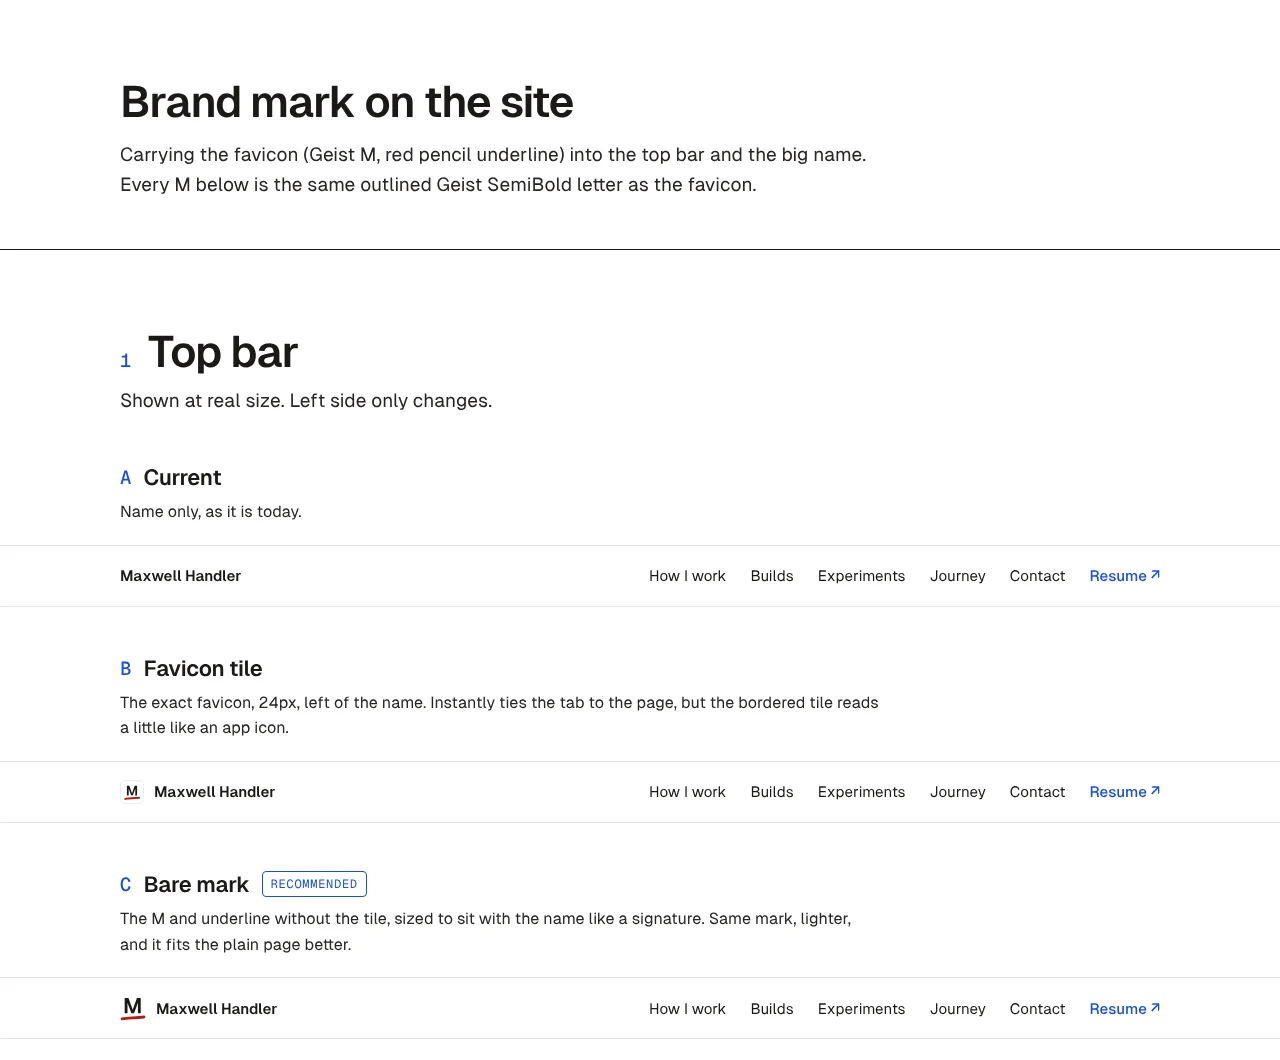 Brand mark on the site
Carrying the favicon (Geist M, red pencil underline) into the top bar and the big name.
Every M below is the same outlined Geist SemiBold letter as the favicon.
1 Top bar
Shown at real size. Left side only changes.
A Current
Name only, as it is today.
Maxwell Handler How I work Builds Experiments Journey Contact Resume ↗
B Favicon tile
The exact favicon, 24px, left of the name. Instantly ties the tab to the page, but the bordered tile reads
a little like an app icon.
M Maxwell Handler How I work Builds Experiments Journey Contact Resume ↗
C Bare mark RECOMMENDED
The M and underline without the tile, sized to sit with the name like a signature. Same mark, lighter,
and it fits the plain page better.
M Maxwell Handler How I work Builds Experiments Journey Contact Resume ↗